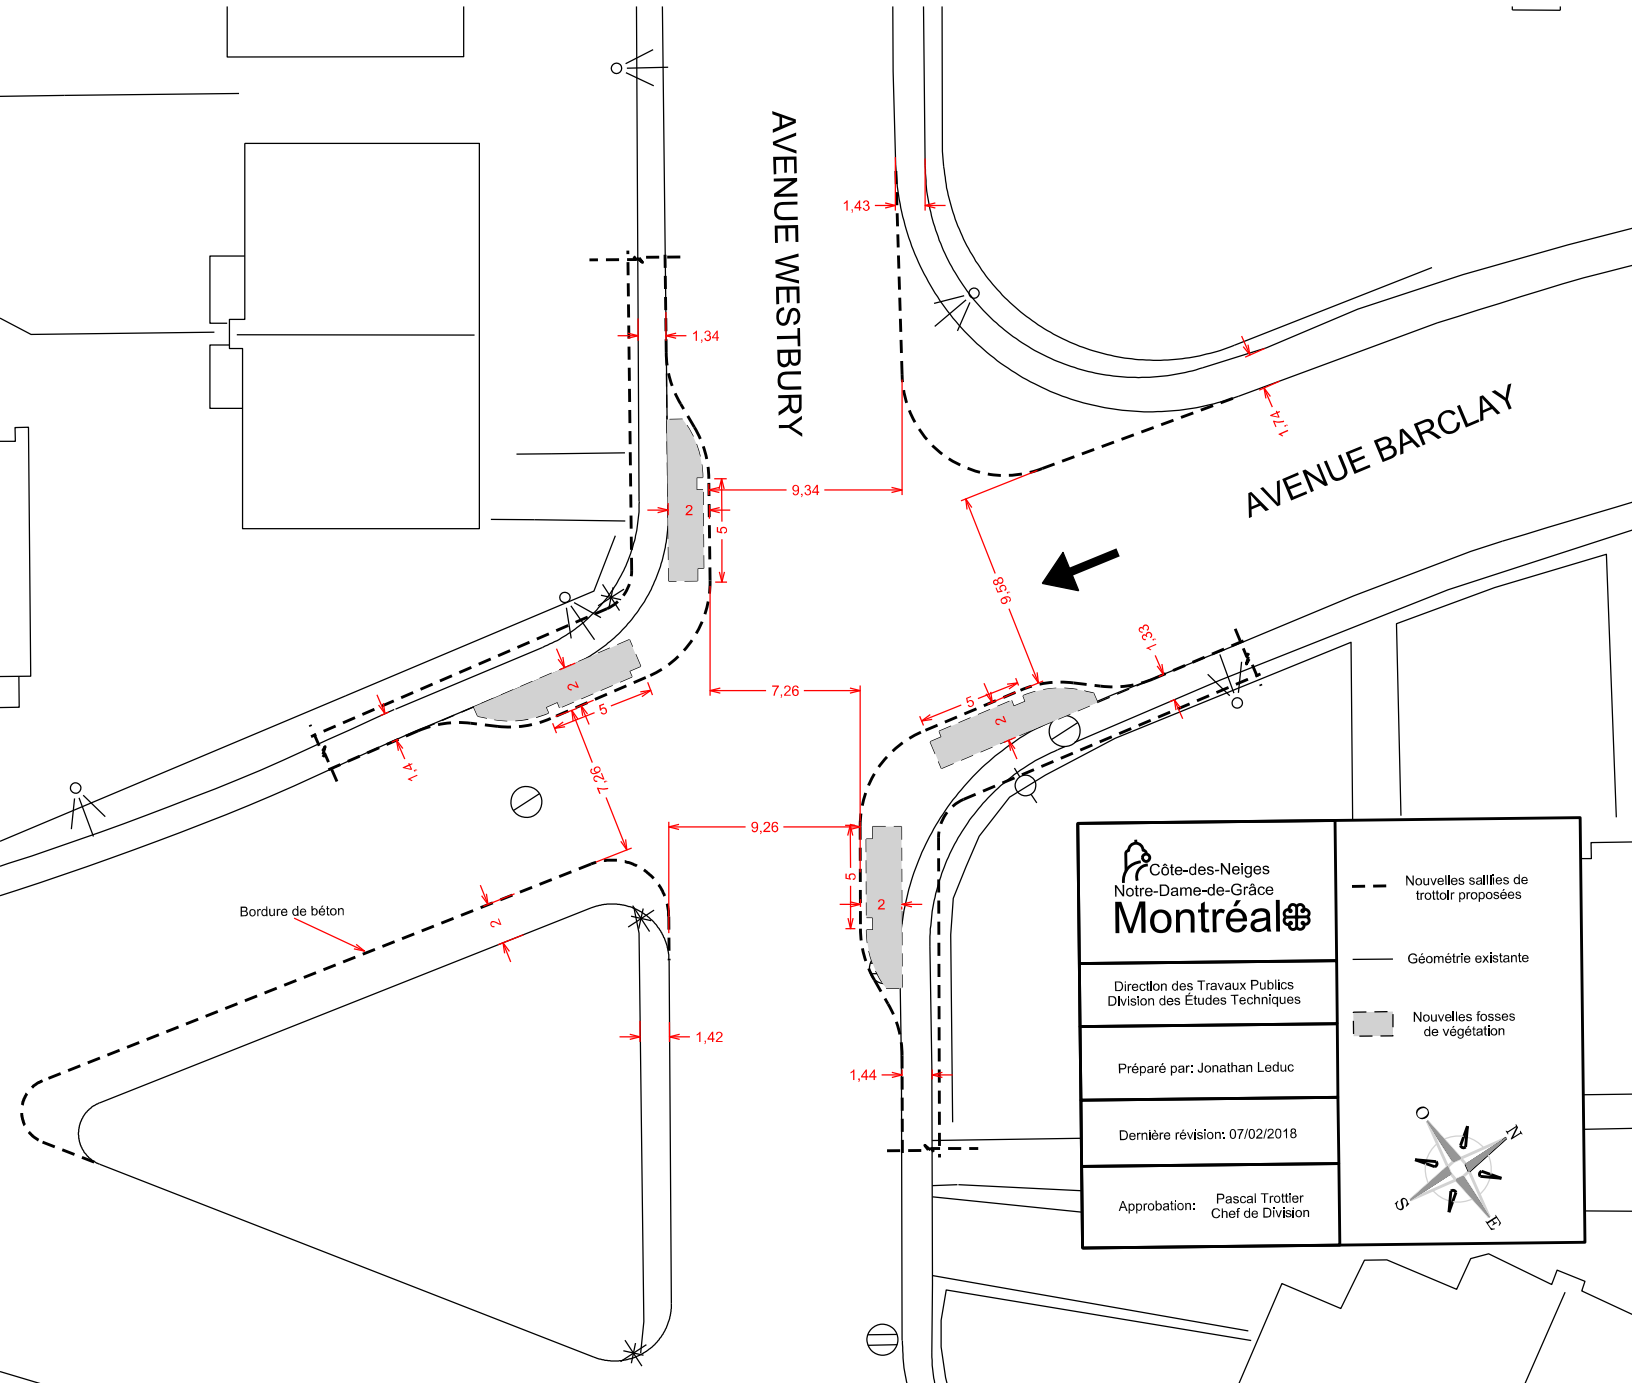 AVENUE WESTBURY
1,43
1,34
1,74
AVENUE BARCLAY
9,34
2
5
9,58
1,33
2
5
7,26
5
2
1,4
7,26
9,26
5
2
Bordure de béton
2
1,42
1,44
Côte-des-Neiges
Notre-Dame-de-Grâce
Montréal
Direction des Travaux Publics
Division des Études Techniques
Préparé par: Jonathan Leduc
Dernière révision: 07/02/2018
Approbation: Pascal Trottier
Chef de Division
Nouvelles saillies de
trottoir proposées
Géométrie existante
Nouvelles fosses
de végétation
O
N
S
E